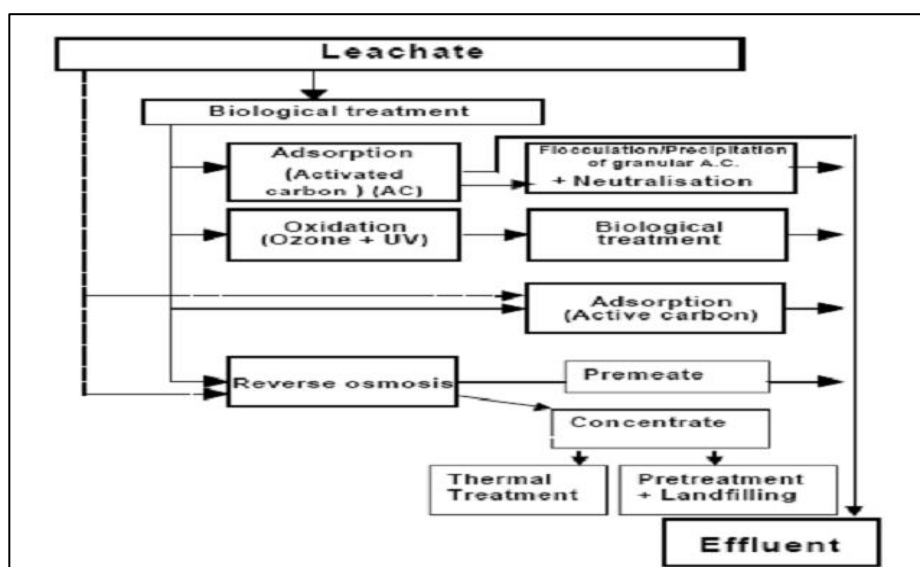 Leachate
Biological treatment
Adsorption
(Activated
carbon ) (AC)
Flocculation/Precipitation
of granular A.C.
+ Neutralisation
Oxidation
(Ozone + UV)
Biological
treatment
Adsorption
(Active carbon)
Reverse osmosis
Premeate
Concentrate
Thermal
Treatment
Pretreatment
+ Landfilling
Effluent